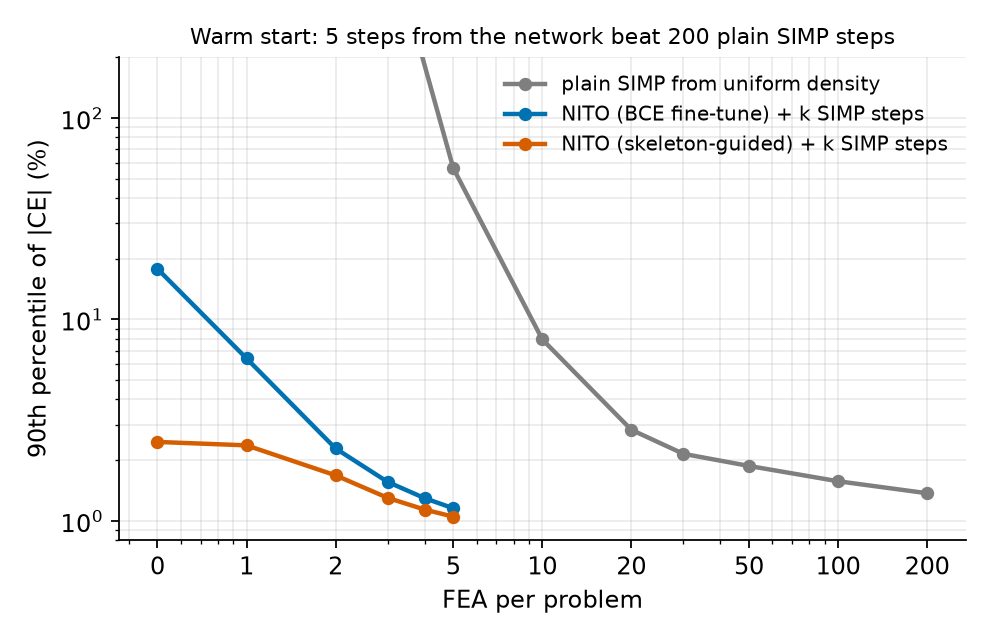 Warm start: 5 steps from the network beat 200 plain SIMP steps
plain SIMP from uniform density
NITO (BCE fine-tune) + k SIMP steps
NITO (skeleton-guided) + k SIMP steps
90th percentile of |CE| (%)
10²
10¹
10⁰
0 1 2 5 10 20 50 100 200
FEA per problem